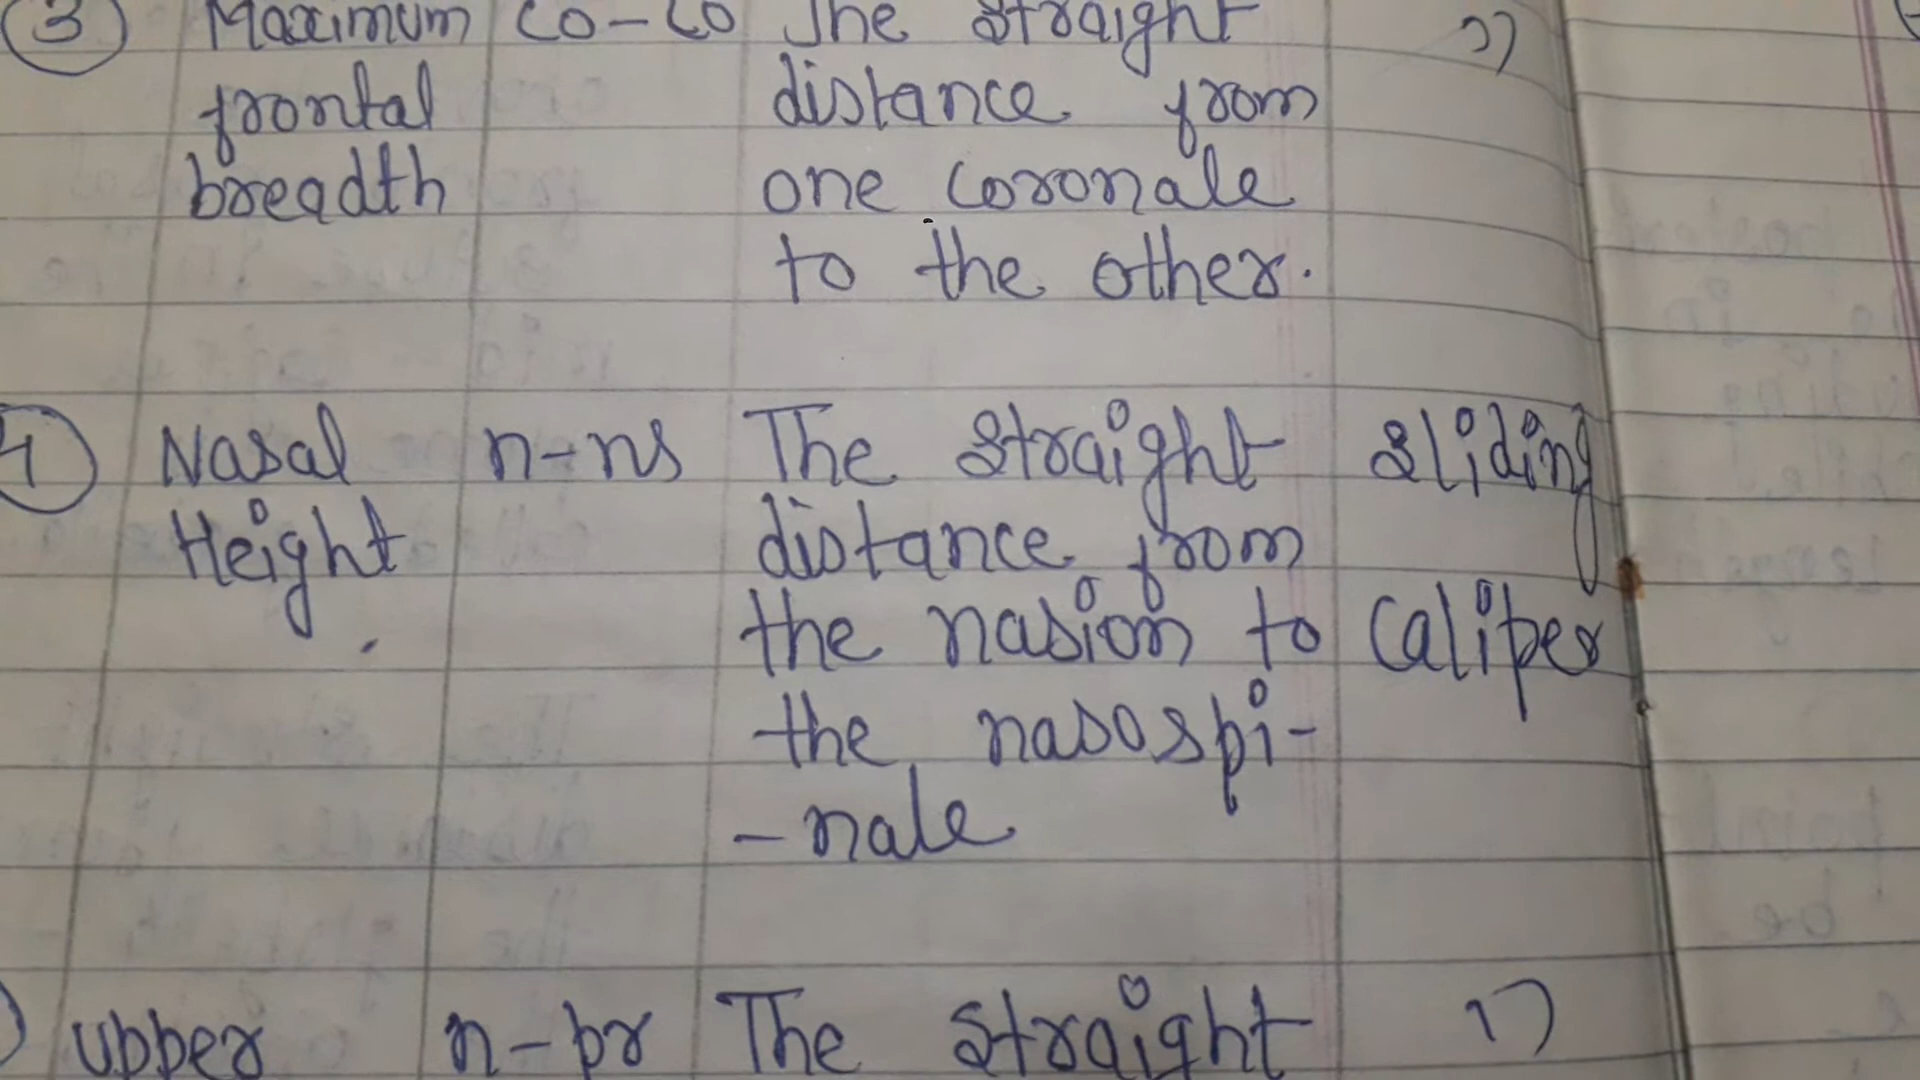 3 Maximum co-co The straight ”
frontal distance from
breadth one coronale
to the other.
4 Nasal n-ns The straight sliding
Height distance from
the nasion to caliper
the nasospi-
-nale
upper n-pr The straight ”